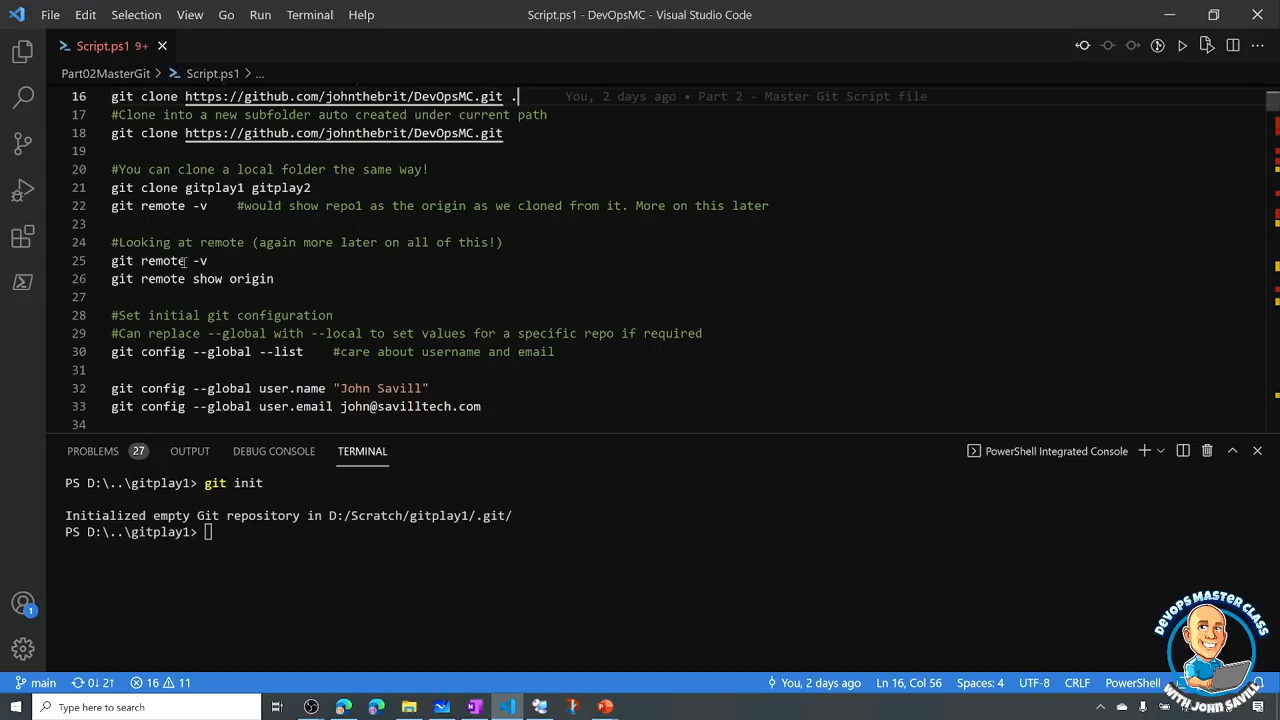 File Edit Selection View Go Run Terminal Help Script.ps1 - DevOpsMC - Visual Studio Code
Script.ps1 9+
Part02MasterGit > Script.ps1 > ...
16 git clone https://github.com/johnthebrit/DevOpsMC.git . You, 2 days ago • Part 2 - Master Git Script file
17 #Clone into a new subfolder auto created under current path
18 git clone https://github.com/johnthebrit/DevOpsMC.git
19
20 #You can clone a local folder the same way!
21 git clone gitplay1 gitplay2
22 git remote -v #would show repo1 as the origin as we cloned from it. More on this later
23
24 #Looking at remote (again more later on all of this!)
25 git remote -v
26 git remote show origin
27
28 #Set initial git configuration
29 #Can replace --global with --local to set values for a specific repo if required
30 git config --global --list #care about username and email
31
32 git config --global user.name "John Savill"
33 git config --global user.email john@savilltech.com
34
PROBLEMS 27 OUTPUT DEBUG CONSOLE TERMINAL PowerShell Integrated Console
PS D:\..\gitplay1> git init
Initialized empty Git repository in D:/Scratch/gitplay1/.git/
PS D:\..\gitplay1>
1
DEVOPS MASTER CLASS
WITH JOHN SAVILL
main 0↓ 2↑ 16 11 You, 2 days ago Ln 16, Col 56 Spaces: 4 UTF-8 CRLF PowerShell
Type here to search